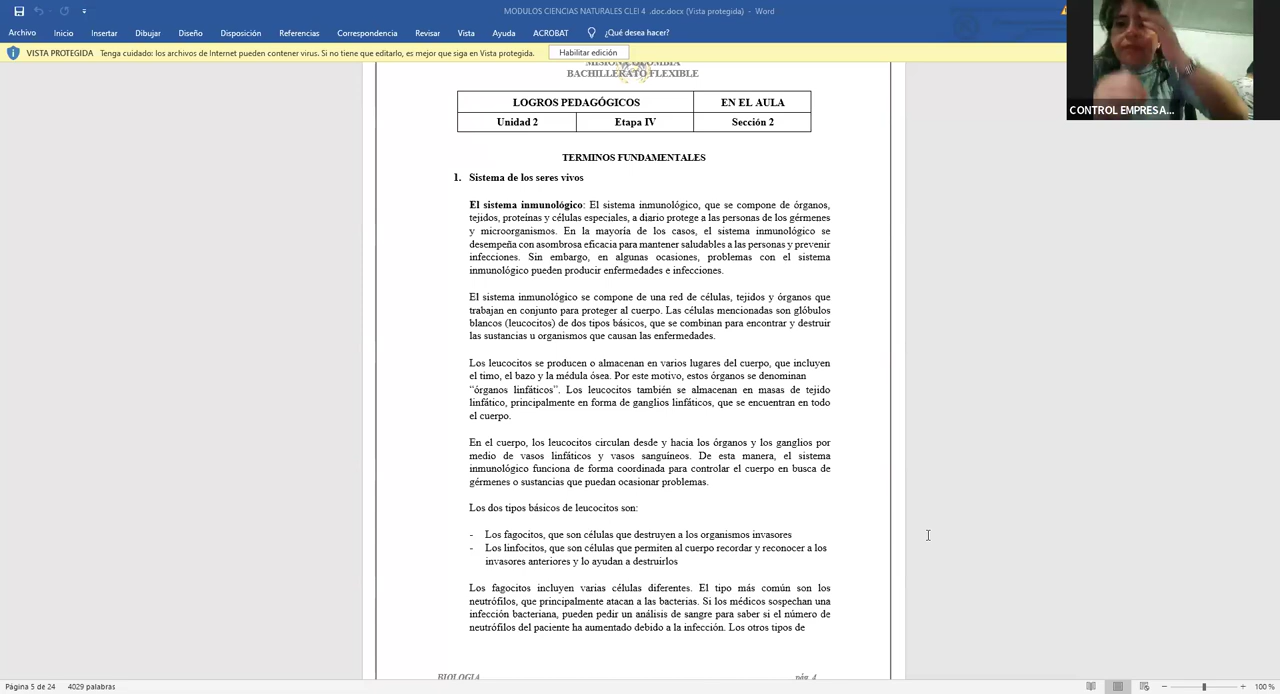 MODULOS CIENCIAS NATURALES CLEI 4 .doc.docx (Vista protegida) - Word
Archivo Inicio Insertar Dibujar Diseño Disposición Referencias Correspondencia Revisar Vista Ayuda ACROBAT ¿Qué desea hacer?
VISTA PROTEGIDA Tenga cuidado: los archivos de Internet pueden contener virus. Si no tiene que editarlo, es mejor que siga en Vista protegida. Habilitar edición
CONTROL EMPRESA...
MISION COLOMBIA
BACHILLERATO FLEXIBLE
LOGROS PEDAGÓGICOS EN EL AULA
Unidad 2 Etapa IV Sección 2
TERMINOS FUNDAMENTALES
1. Sistema de los seres vivos
El sistema inmunológico: El sistema inmunológico, que se compone de órganos,
tejidos, proteínas y células especiales, a diario protege a las personas de los gérmenes
y microorganismos. En la mayoría de los casos, el sistema inmunológico se
desempeña con asombrosa eficacia para mantener saludables a las personas y prevenir
infecciones. Sin embargo, en algunas ocasiones, problemas con el sistema
inmunológico pueden producir enfermedades e infecciones.
El sistema inmunológico se compone de una red de células, tejidos y órganos que
trabajan en conjunto para proteger al cuerpo. Las células mencionadas son glóbulos
blancos (leucocitos) de dos tipos básicos, que se combinan para encontrar y destruir
las sustancias u organismos que causan las enfermedades.
Los leucocitos se producen o almacenan en varios lugares del cuerpo, que incluyen
el timo, el bazo y la médula ósea. Por este motivo, estos órganos se denominan
“órganos linfáticos”. Los leucocitos también se almacenan en masas de tejido
linfático, principalmente en forma de ganglios linfáticos, que se encuentran en todo
el cuerpo.
En el cuerpo, los leucocitos circulan desde y hacia los órganos y los ganglios por
medio de vasos linfáticos y vasos sanguíneos. De esta manera, el sistema
inmunológico funciona de forma coordinada para controlar el cuerpo en busca de
gérmenes o sustancias que puedan ocasionar problemas.
Los dos tipos básicos de leucocitos son:
- Los fagocitos, que son células que destruyen a los organismos invasores
- Los linfocitos, que son células que permiten al cuerpo recordar y reconocer a los
invasores anteriores y lo ayudan a destruirlos
Los fagocitos incluyen varias células diferentes. El tipo más común son los
neutrófilos, que principalmente atacan a las bacterias. Si los médicos sospechan una
infección bacteriana, pueden pedir un análisis de sangre para saber si el número de
neutrófilos del paciente ha aumentado debido a la infección. Los otros tipos de
BIOLOGIA pág. 4
Página 5 de 24 4029 palabras 100 %